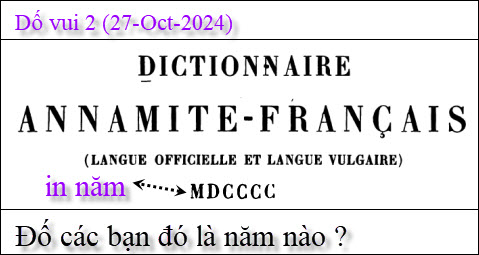 Dố vui 2 (27-Oct-2024)
DICTIONNAIRE
ANNAMITE-FRANÇAIS
(LANGUE OFFICIELLE ET LANGUE VULGAIRE)
in năm MDCCCC
Đố các bạn đó là năm nào ?